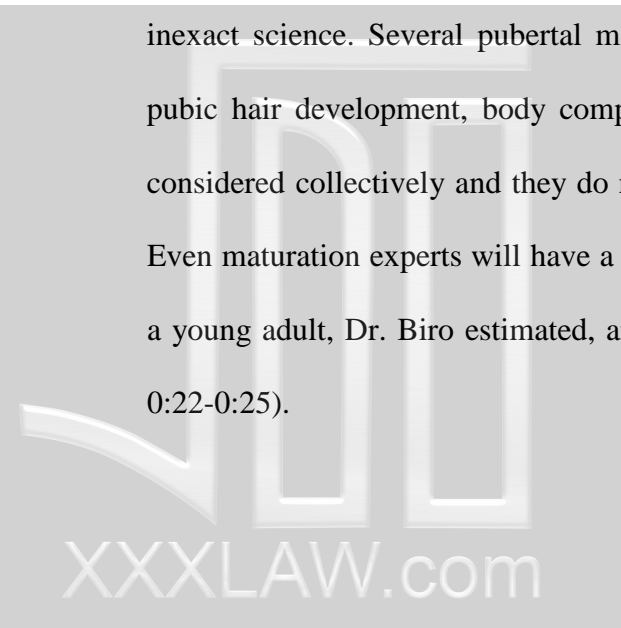 inexact science. Several pubertal
pubic hair development, body
considered collectively and they do
Even maturation experts will have a
a young adult, Dr. Biro estimated,
0:22-0:25).
XXXLAW.com